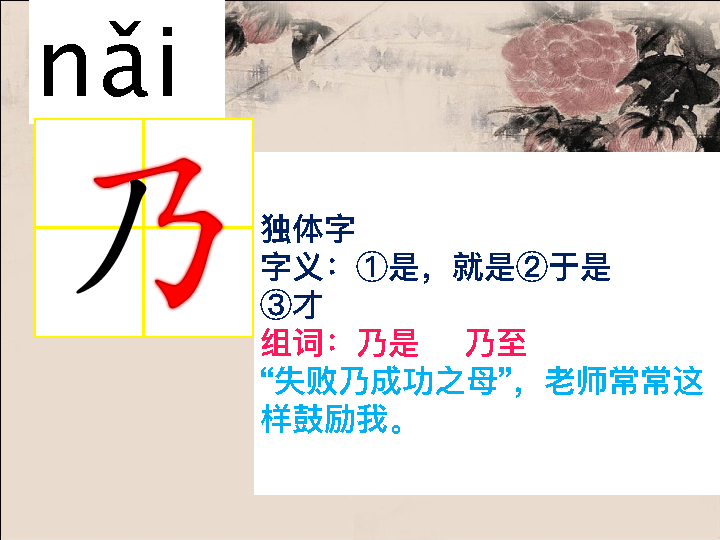 nǎi
乃
独体字
字义：①是，就是②于是
③才
组词：乃是 乃至
“失败乃成功之母”，老师常常这
样鼓励我。